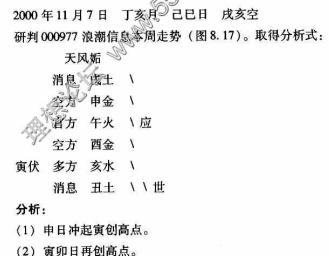 2000 年 11 月 7 日　丁亥月　己巳日　戌亥空
研判 000977 浪潮信息本周走势（图 8.17）。取得分析式：
天风姤
消息　戌土　\
空方　申金　\
官方　午火　\ 应
空方　酉金　\
寅伏　多方　亥水　\
消息　丑土　\ \ 世
分析：
（1）申日冲起寅创高点。
（2）寅卯日再创高点。
理想论坛